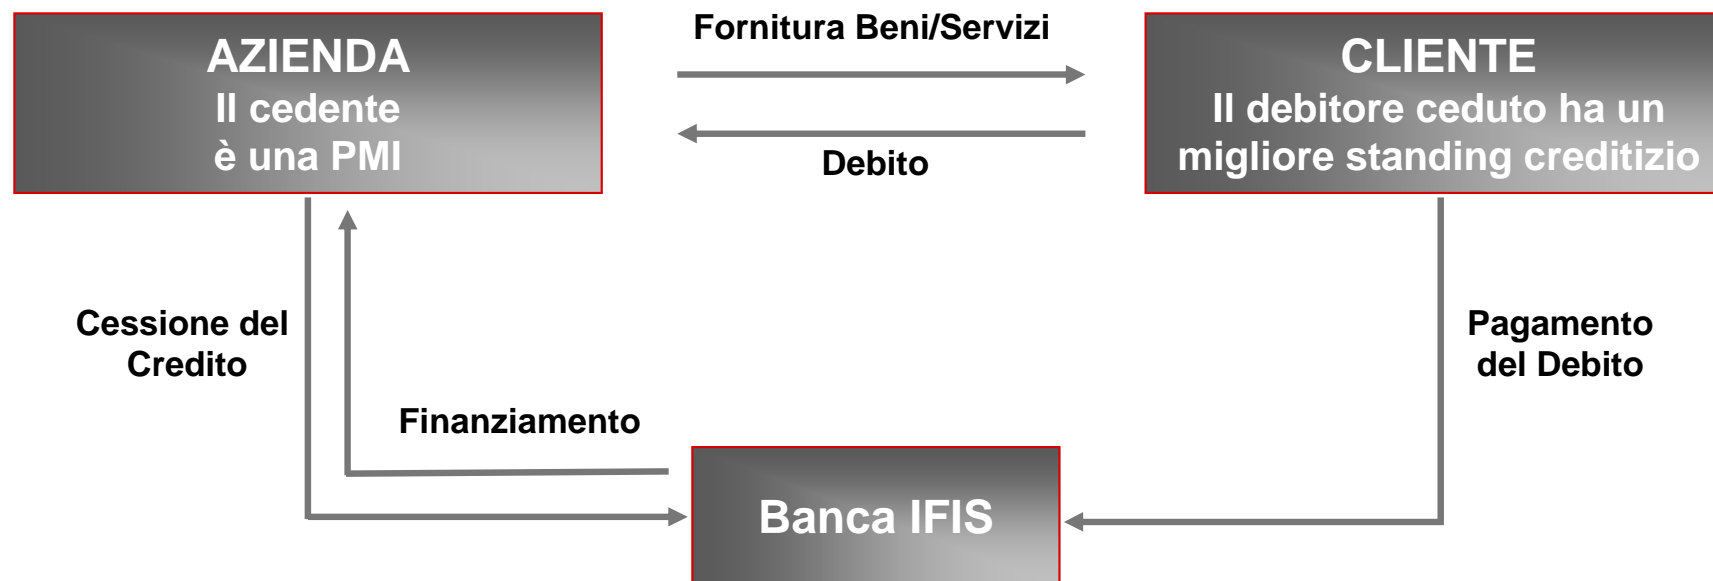 Fornitura Beni/Servizi
AZIENDA
Il cedente
è una PMI
CLIENTE
Il debitore ceduto ha un
migliore standing creditizio
Debito
Cessione del
Credito
Pagamento
del Debito
Finanziamento
Banca IFIS